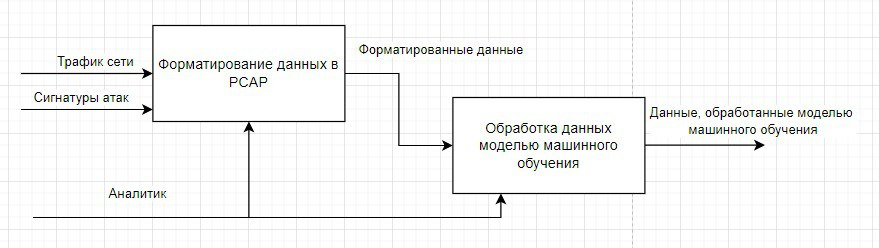 Трафик сети
Сигнатуры атак
Форматирование данных в
PCAP
Форматированные данные
Обработка данных
моделью машинного
обучения
Данные, обработанные моделью
машинного обучения
Аналитик